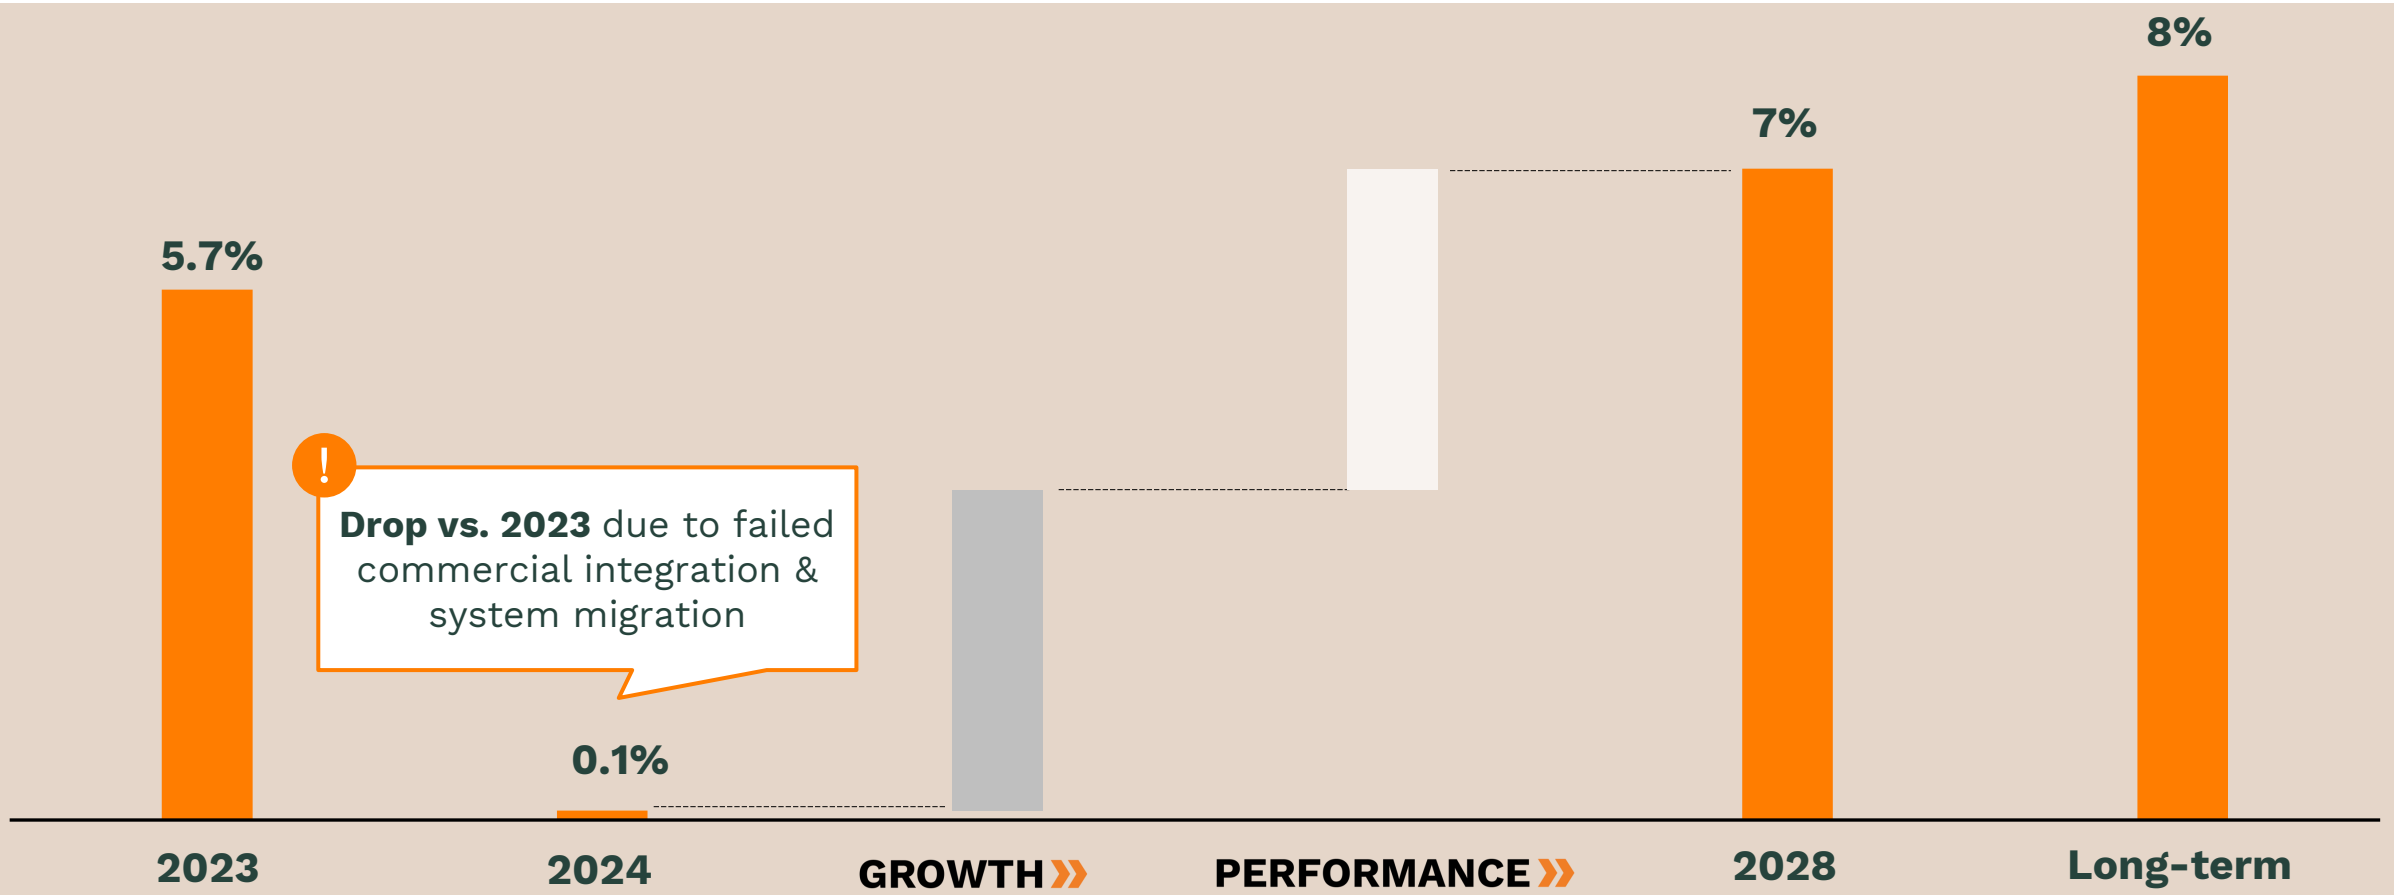 8%
7%
5.7%
!
Drop vs. 2023 due to failed
commercial integration &
system migration
0.1%
2023
2024
GROWTH
PERFORMANCE
2028
Long-term